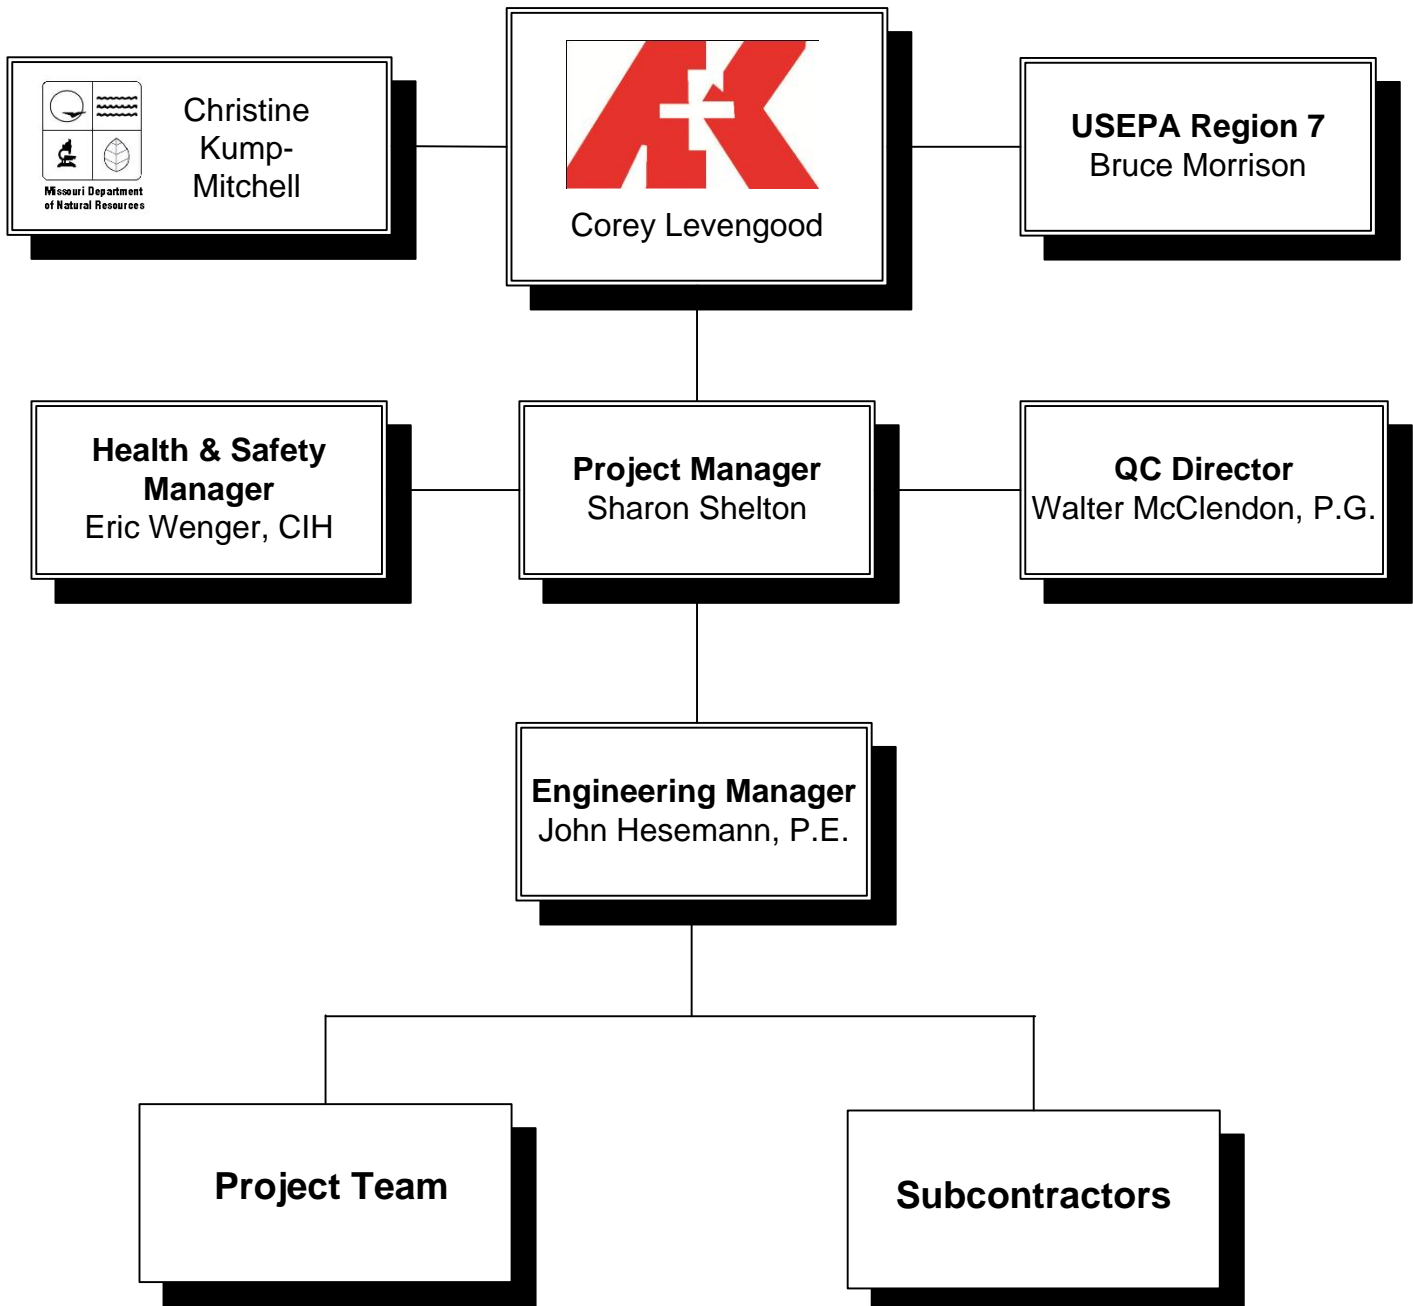 Christine
Kump-
Mitchell
Missouri Department
of Natural Resources
A+K
Corey Levengood
USEPA Region 7
Bruce Morrison
Health & Safety
Manager
Eric Wenger, CIH
Project Manager
Sharon Shelton
QC Director
Walter McClendon, P.G.
Engineering Manager
John Hesemann, P.E.
Project Team
Subcontractors